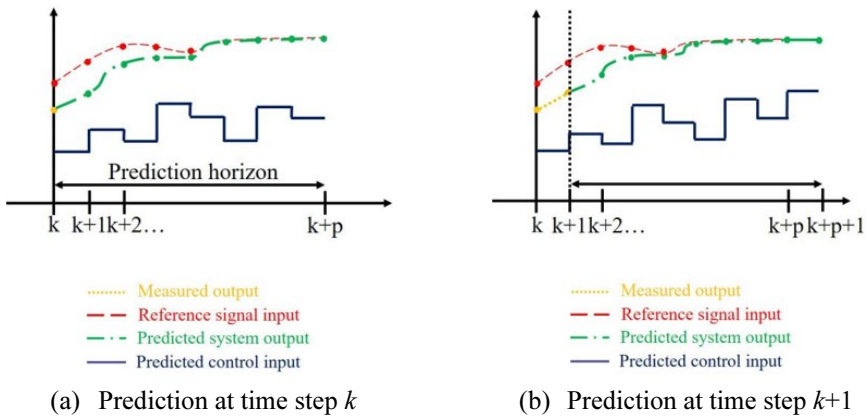 Prediction horizon
k k+1 k+2… k+p
Measured output
Reference signal input
Predicted system output
Predicted control input
(a) Prediction at time step k
k k+1 k+2… k+p k+p+1
Measured output
Reference signal input
Predicted system output
Predicted control input
(b) Prediction at time step k+1